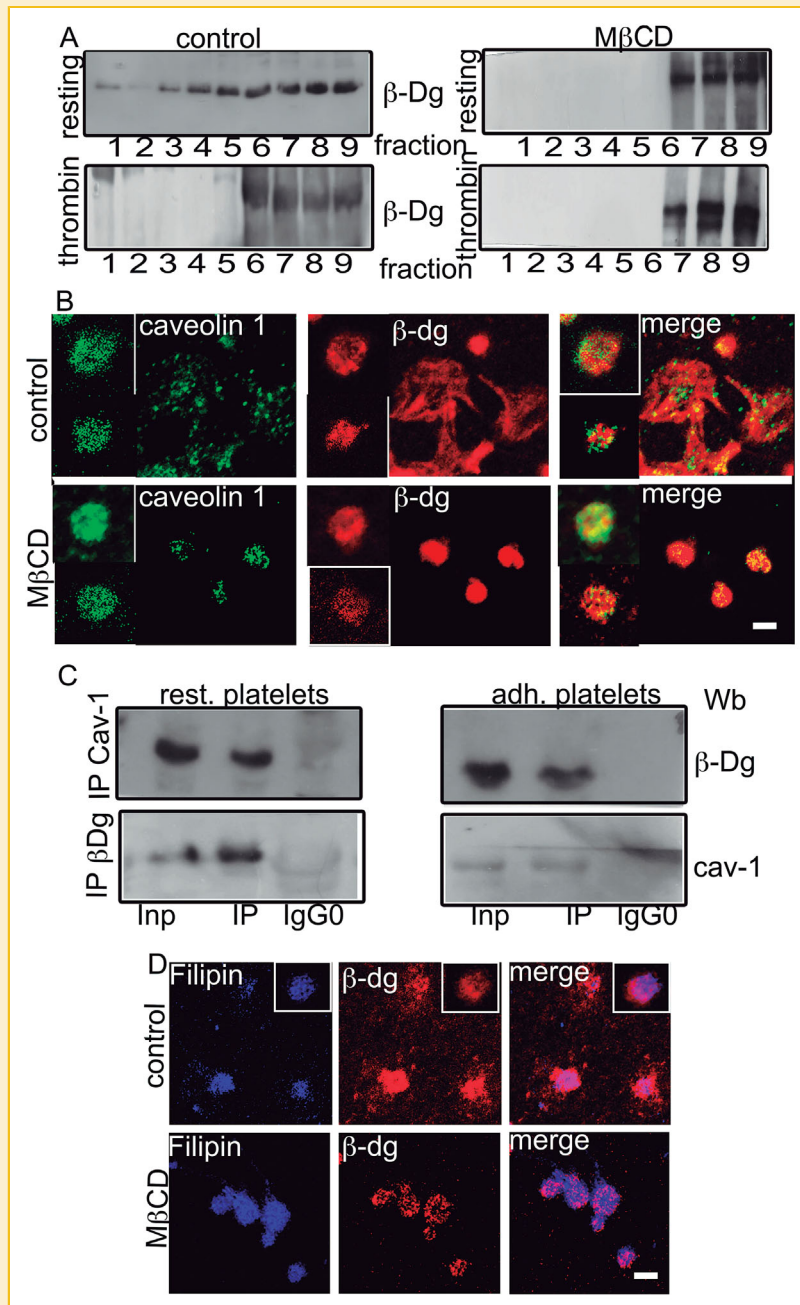 A
control
MβCD
resting
β-Dg
resting
1 2 3 4 5 6 7 8 9
fraction
1 2 3 4 5 6 7 8 9
thrombin
β-Dg
thrombin
1 2 3 4 5 6 7 8 9
fraction
1 2 3 4 5 6 7 8 9
B
control
caveolin 1
β-dg
merge
MβCD
caveolin 1
β-dg
merge
C
rest. platelets
adh. platelets
Wb
IP Cav-1
β-Dg
IP βDg
cav-1
Inp IP IgG0
Inp IP IgG0
D
control
Filipin
β-dg
merge
MβCD
Filipin
β-dg
merge